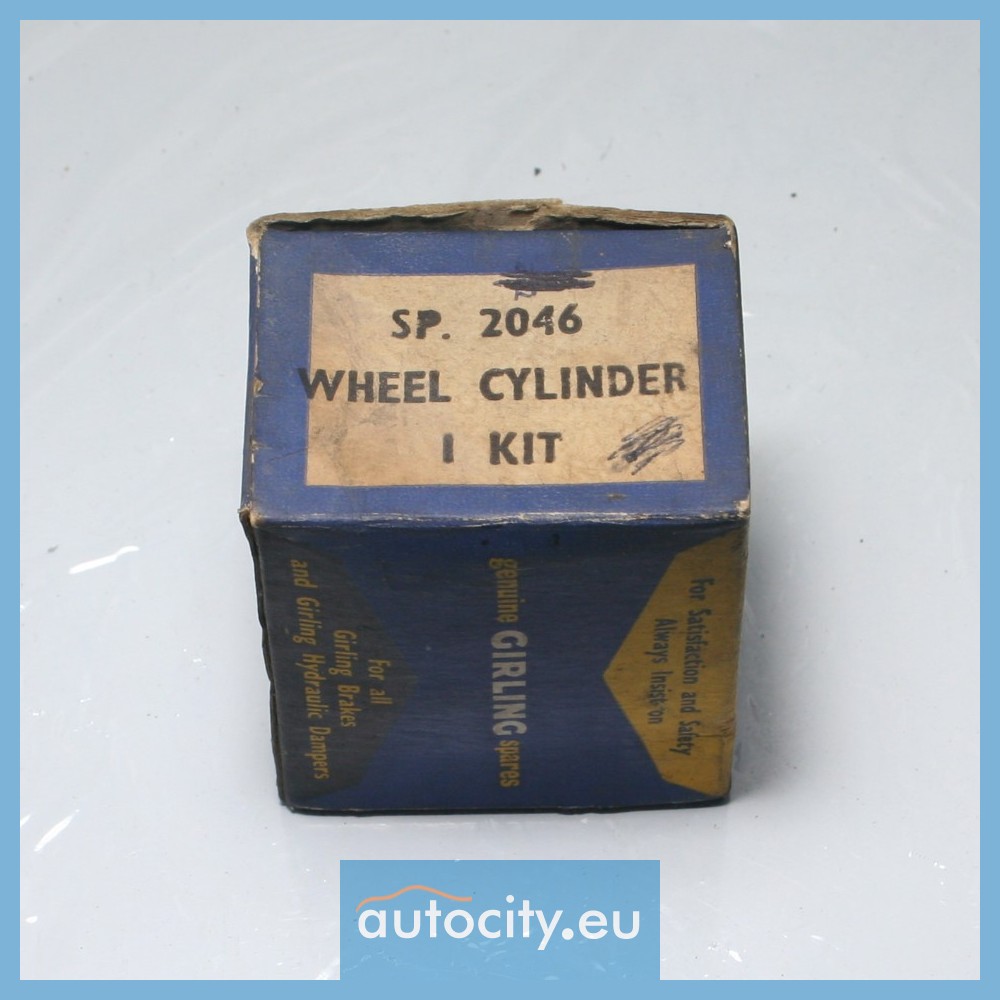 SP. 2046
WHEEL CYLINDER
1 KIT
For Satisfaction and Safety
Always Insist on
genuine GIRLING spares
For all
Girling Brakes
and Girling Hydraulic Dampers
autocity.eu